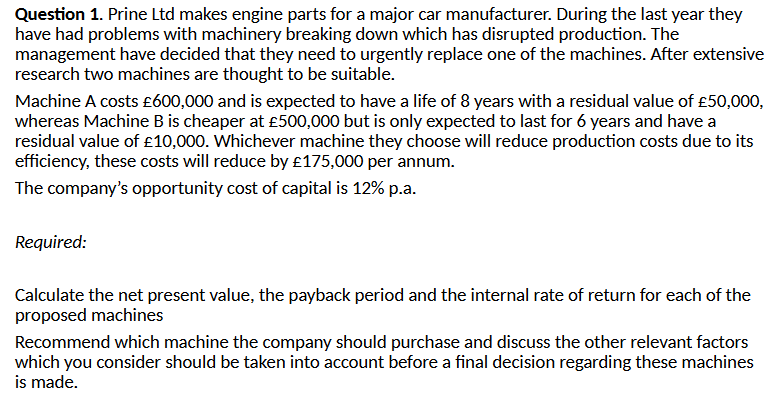 Question 1. Prine Ltd makes engine parts for a major car manufacturer. During the last year they
have had problems with machinery breaking down which has disrupted production. The
management have decided that they need to urgently replace one of the machines. After extensive
research two machines are thought to be suitable.
Machine A costs £600,000 and is expected to have a life of 8 years with a residual value of £50,000,
whereas Machine B is cheaper at £500,000 but is only expected to last for 6 years and have a
residual value of £10,000. Whichever machine they choose will reduce production costs due to its
efficiency, these costs will reduce by £175,000 per annum.
The company's opportunity cost of capital is 12% p.a.
Required:
Calculate the net present value, the payback period and the internal rate of return for each of the
proposed machines
Recommend which machine the company should purchase and discuss the other relevant factors
which you consider should be taken into account before a final decision regarding these machines
is made.